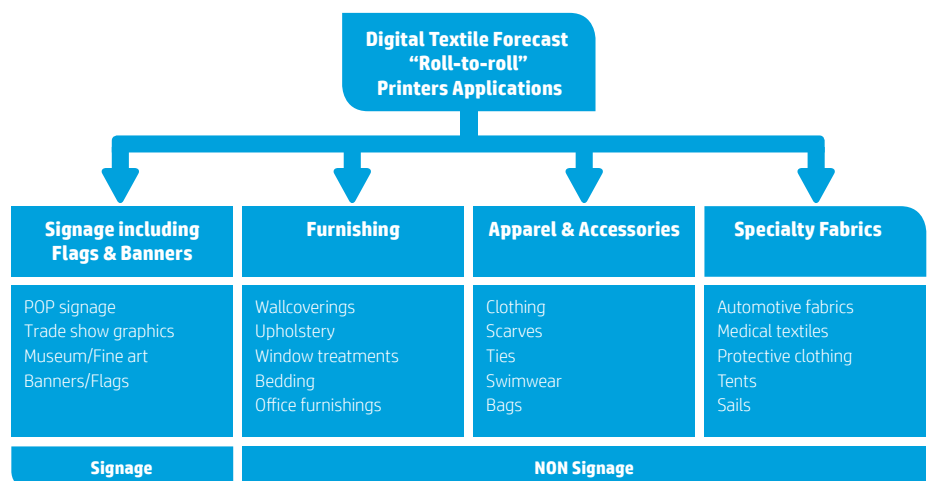 Digital Textile Forecast
“Roll-to-roll”
Printers Applications
Signage including
Flags & Banners
POP signage
Trade show graphics
Museum/Fine art
Banners/Flags
Furnishing
Wallcoverings
Upholstery
Window treatments
Bedding
Office furnishings
Apparel & Accessories
Clothing
Scarves
Ties
Swimwear
Bags
Specialty Fabrics
Automotive fabrics
Medical textiles
Protective clothing
Tents
Sails
Signage
NON Signage